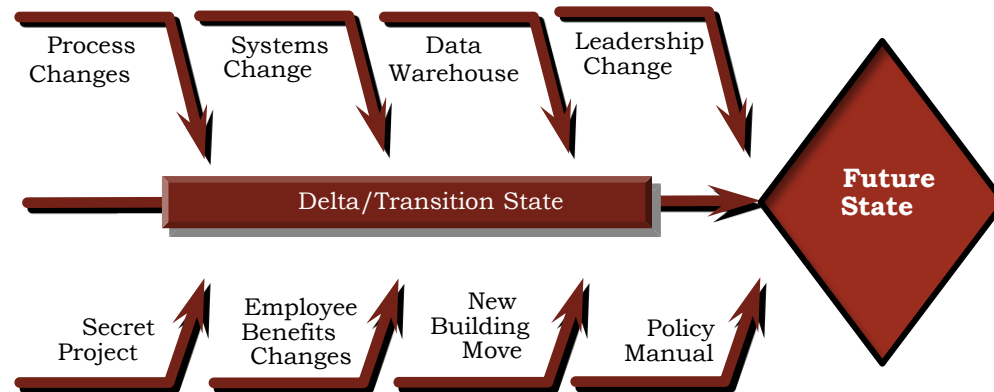 Process
Changes
Systems
Change
Data
Warehouse
Leadership
Change
Delta/Transition State
Future
State
Secret
Project
Employee
Benefits
Changes
New
Building
Move
Policy
Manual